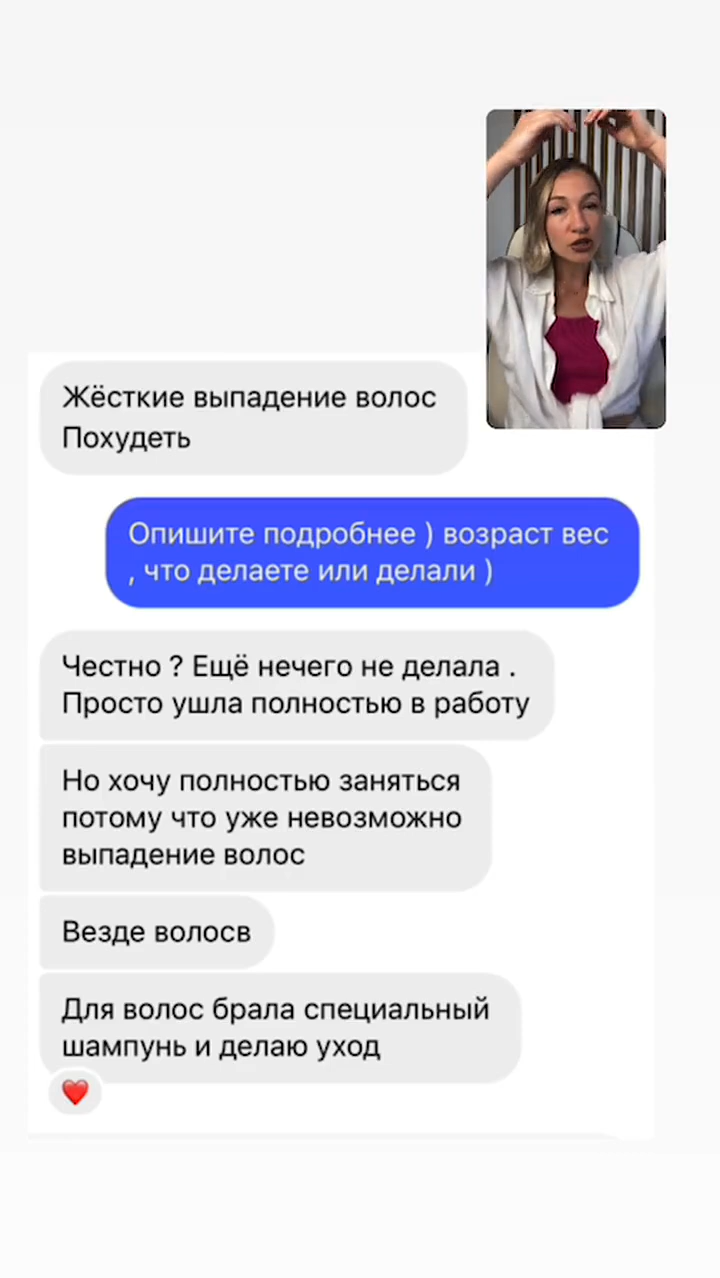 Жёсткие выпадение волос
Похудеть
Опишите подробнее ) возраст вес
, что делаете или делали )
Честно ? Ещё нечего не делала .
Просто ушла полностью в работу
Но хочу полностью заняться
потому что уже невозможно
выпадение волос
Везде волосв
Для волос брала специальный
шампунь и делаю уход